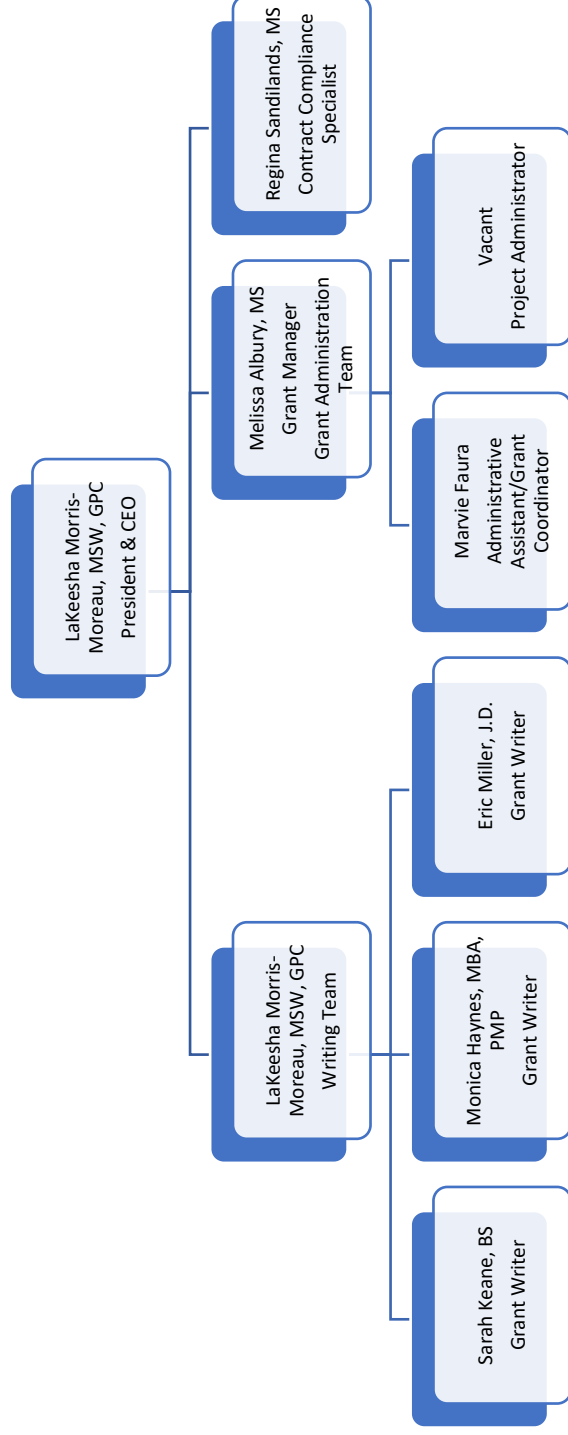 LaKeesha Morris-
Moreau, MSW, GPC
President & CEO
LaKeesha Morris-
Moreau, MSW, GPC
Writing Team
Melissa Albury, MS
Grant Manager
Grant Administration
Team
Regina Sandilands, MS
Contract Compliance
Specialist
Sarah Keane, BS
Grant Writer
Monica Haynes, MBA,
PMP
Grant Writer
Eric Miller, J.D.
Grant Writer
Marvie Faura
Administrative
Assistant/Grant
Coordinator
Vacant
Project Administrator